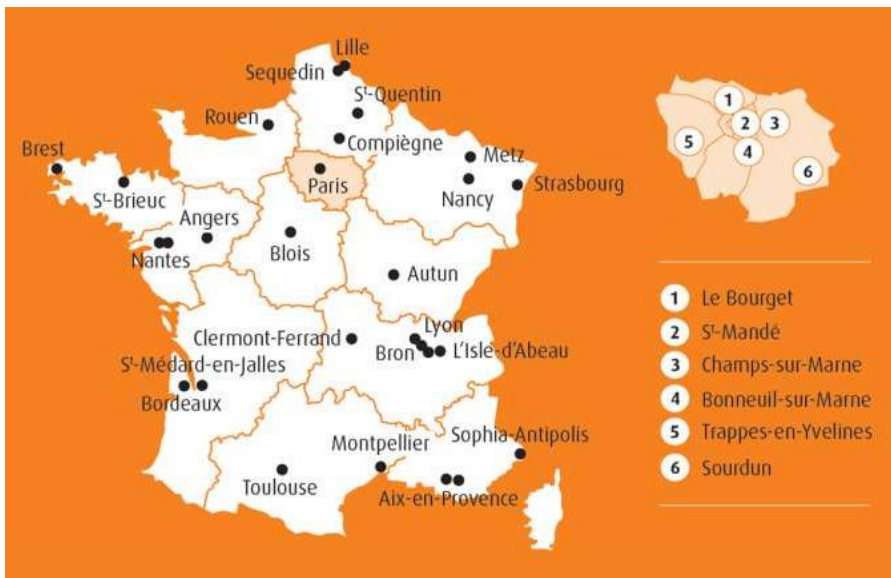 Lille
Sequedin
Sᵗ-Quentin
Rouen
Compiègne
Brest
Metz
Paris
Strasbourg
Sᵗ-Brieuc
Nancy
Angers
Nantes
Blois
Autun
Clermont-Ferrand
Lyon
Bron
L'Isle-d'Abeau
Sᵗ-Médard-en-Jalles
Bordeaux
Montpellier
Sophia-Antipolis
Toulouse
Aix-en-Provence
1
2
3
4
5
6
1 Le Bourget
2 Sᵗ-Mandé
3 Champs-sur-Marne
4 Bonneuil-sur-Marne
5 Trappes-en-Yvelines
6 Sourdun